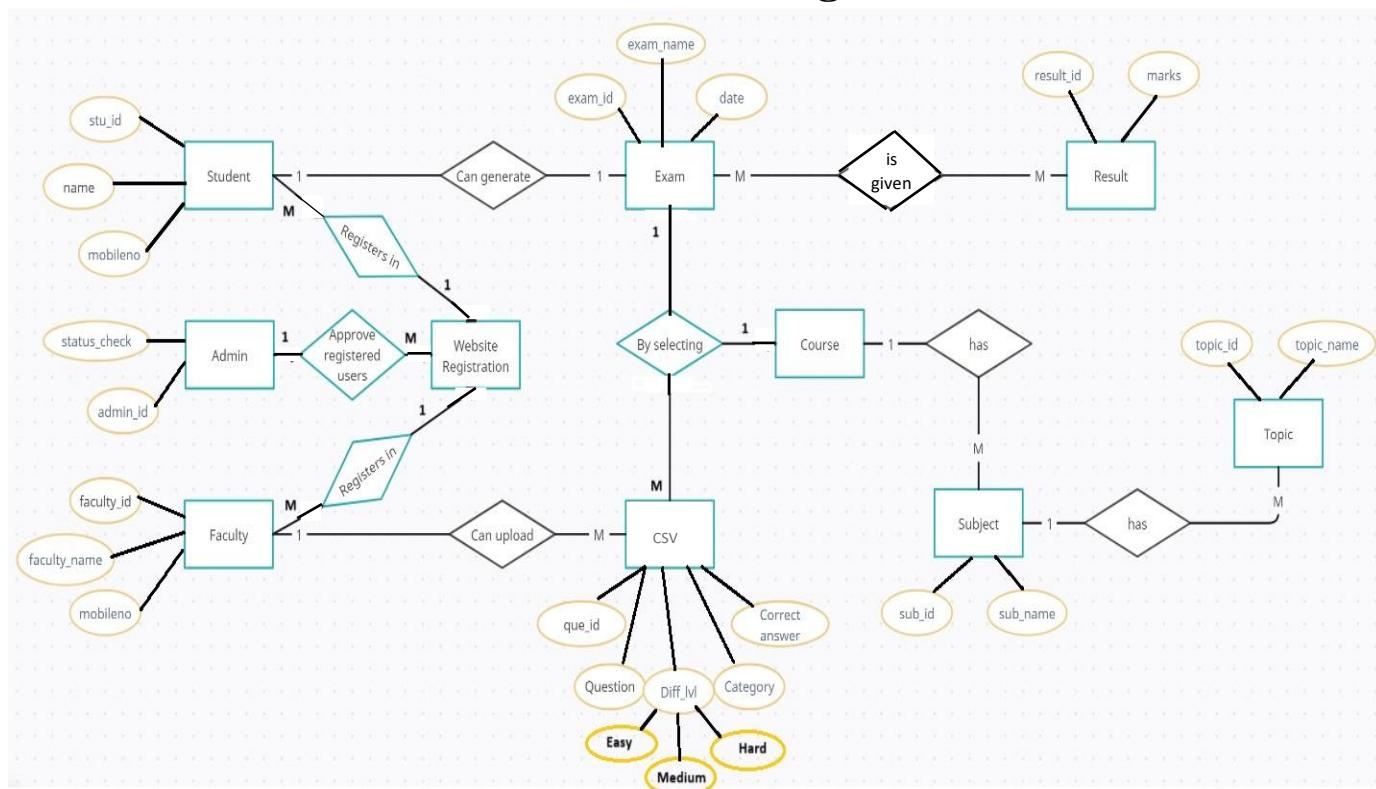 exam_name
exam_id
date
result_id
marks
stu_id
name
mobileno
Student
1
Can generate
1
Exam
M
is
given
M
Result
M
Registers in
1
1
status_check
admin_id
Admin
1
Approve
registered
users
M
Website
Registration
By selecting
1
Course
1
has
topic_id
topic_name
Topic
1
Registers in
M
M
M
M
faculty_id
faculty_name
mobileno
Faculty
1
Can upload
M
CSV
Subject
1
has
sub_id
sub_name
que_id
Correct
answer
Question
Diff_lvl
Category
Easy
Medium
Hard